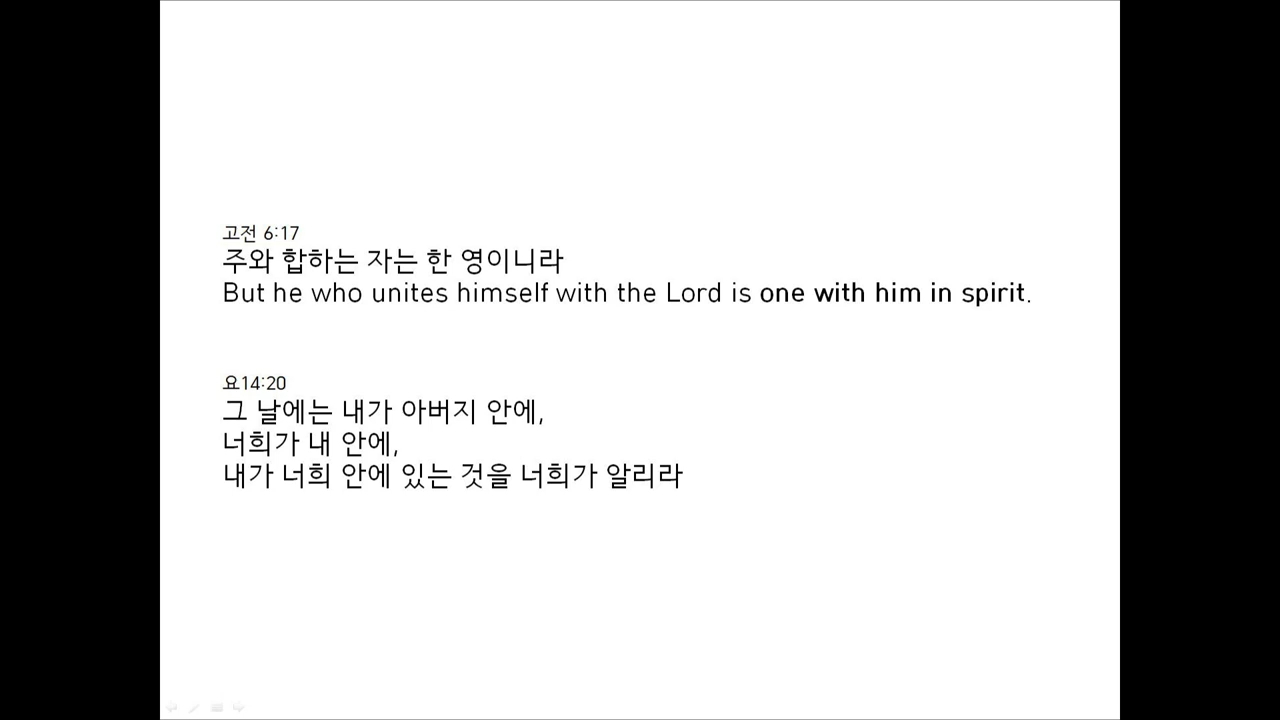 고전 6:17
주와 합하는 자는 한 영이니라
But he who unites himself with the Lord is one with him in spirit.
요14:20
그 날에는 내가 아버지 안에,
너희가 내 안에,
내가 너희 안에 있는 것을 너희가 알리라